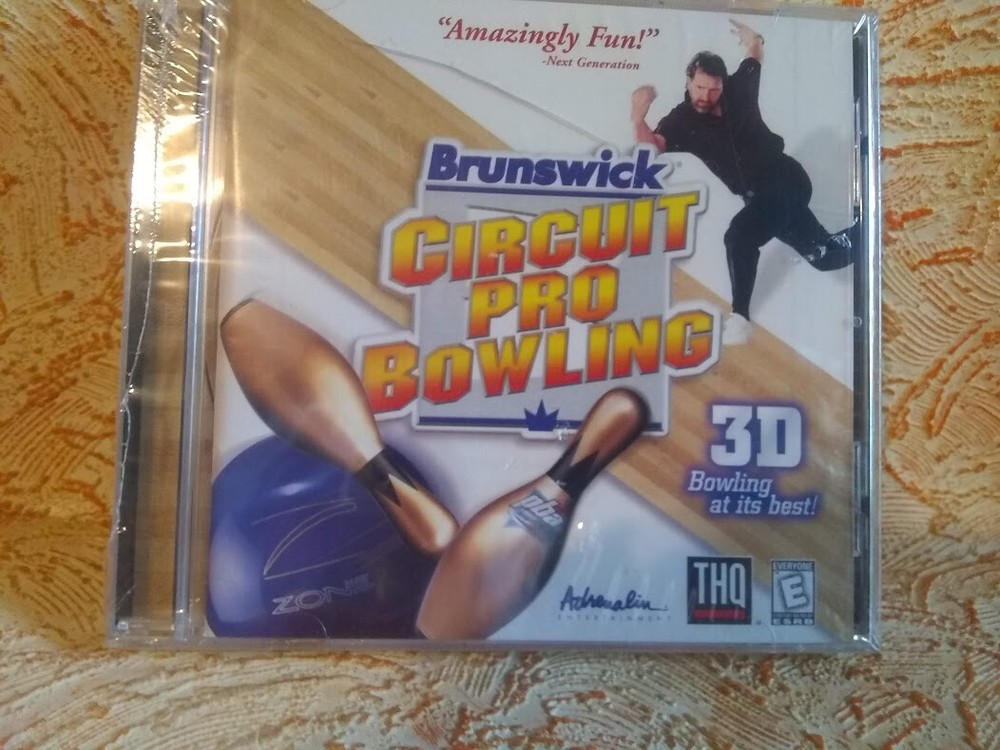 “Amazingly Fun!”
-Next Generation
Brunswick
CIRCUIT
PRO
BOWLING
3D
Bowling
at its best!
pba
ZONE
Adrenalin
ENTERTAINMENT
THQ
EVERYONE
E
ESRB